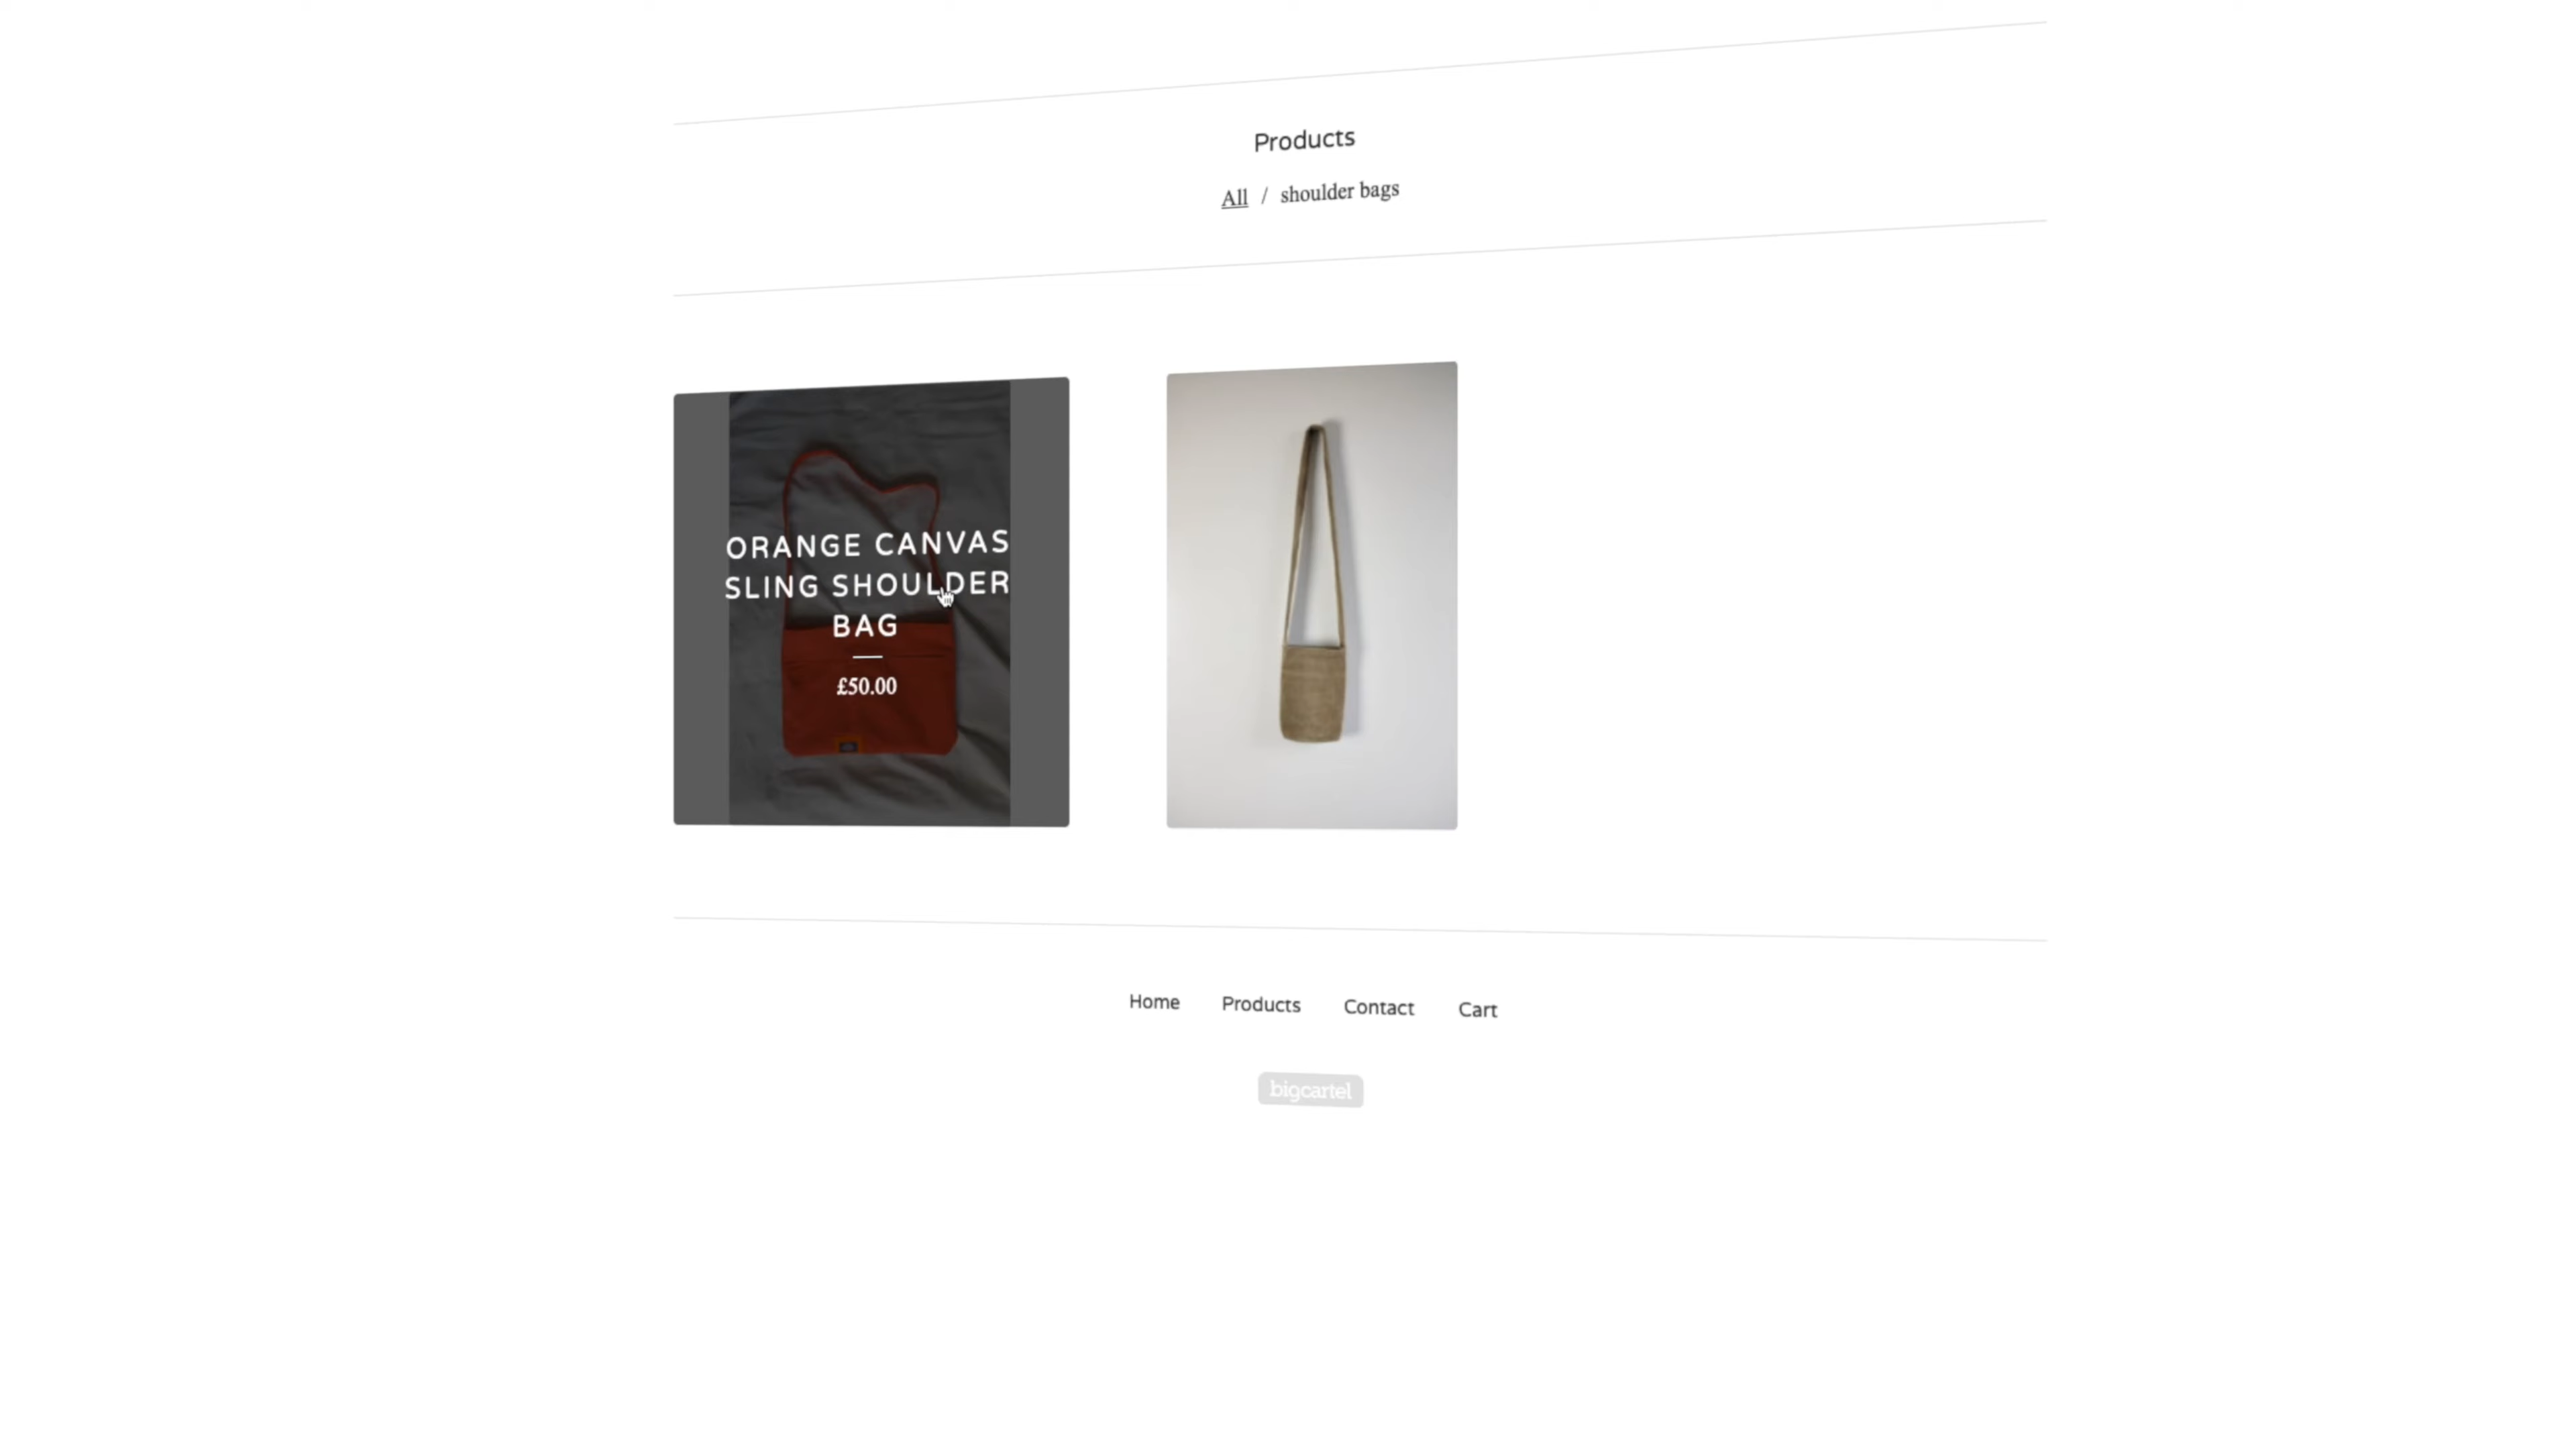 Products
All / shoulder bags
ORANGE CANVAS
SLING SHOULDER
BAG
£50.00
Home Products Contact Cart
bigcartel